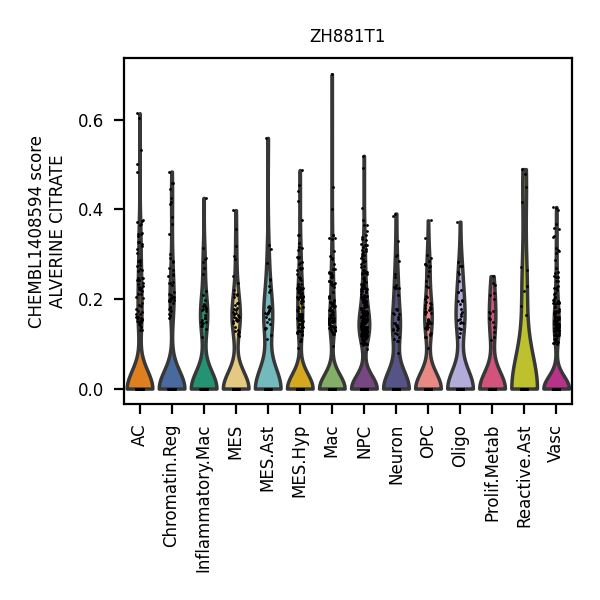 ZH881T1
CHEMBL1408594 score
ALVERINE CITRATE
0.6
0.4
0.2
0.0
AC
Chromatin.Reg
Inflammatory.Mac
MES
MES.Ast
MES.Hyp
Mac
NPC
Neuron
OPC
Oligo
Prolif.Metab
Reactive.Ast
Vasc